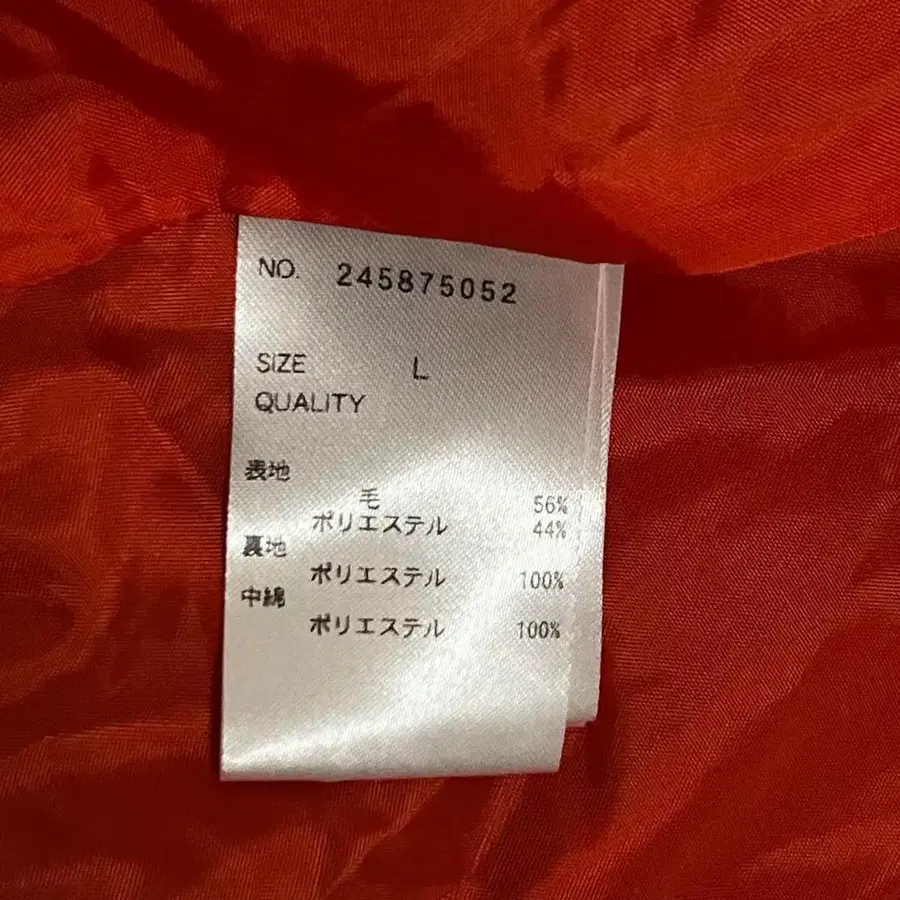 NO. 245875052
SIZE L
QUALITY
表地
毛 56%
ポリエステル 44%
裏地
ポリエステル 100%
中綿
ポリエステル 100%